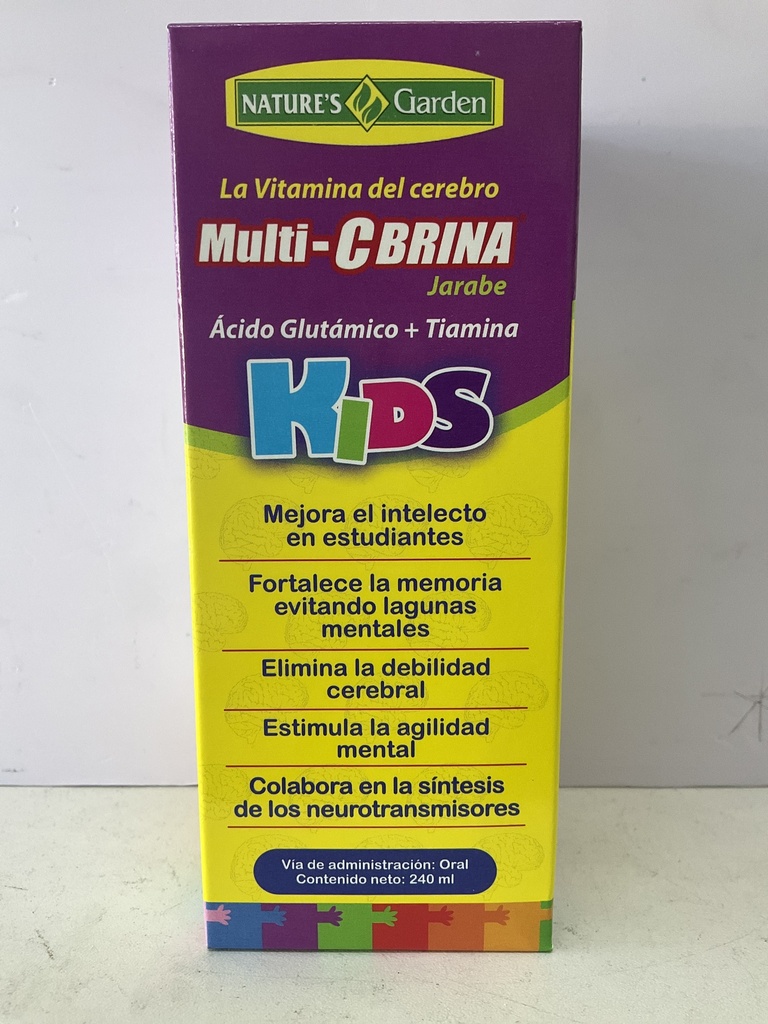 NATURE'S Garden
La Vitamina del cerebro
Multi-CBRINA
Jarabe
Ácido Glutámico + Tiamina
KiDS
Mejora el intelecto
en estudiantes
Fortalece la memoria
evitando lagunas
mentales
Elimina la debilidad
cerebral
Estimula la agilidad
mental
Colabora en la síntesis
de los neurotransmisores
Vía de administración: Oral
Contenido neto: 240 ml